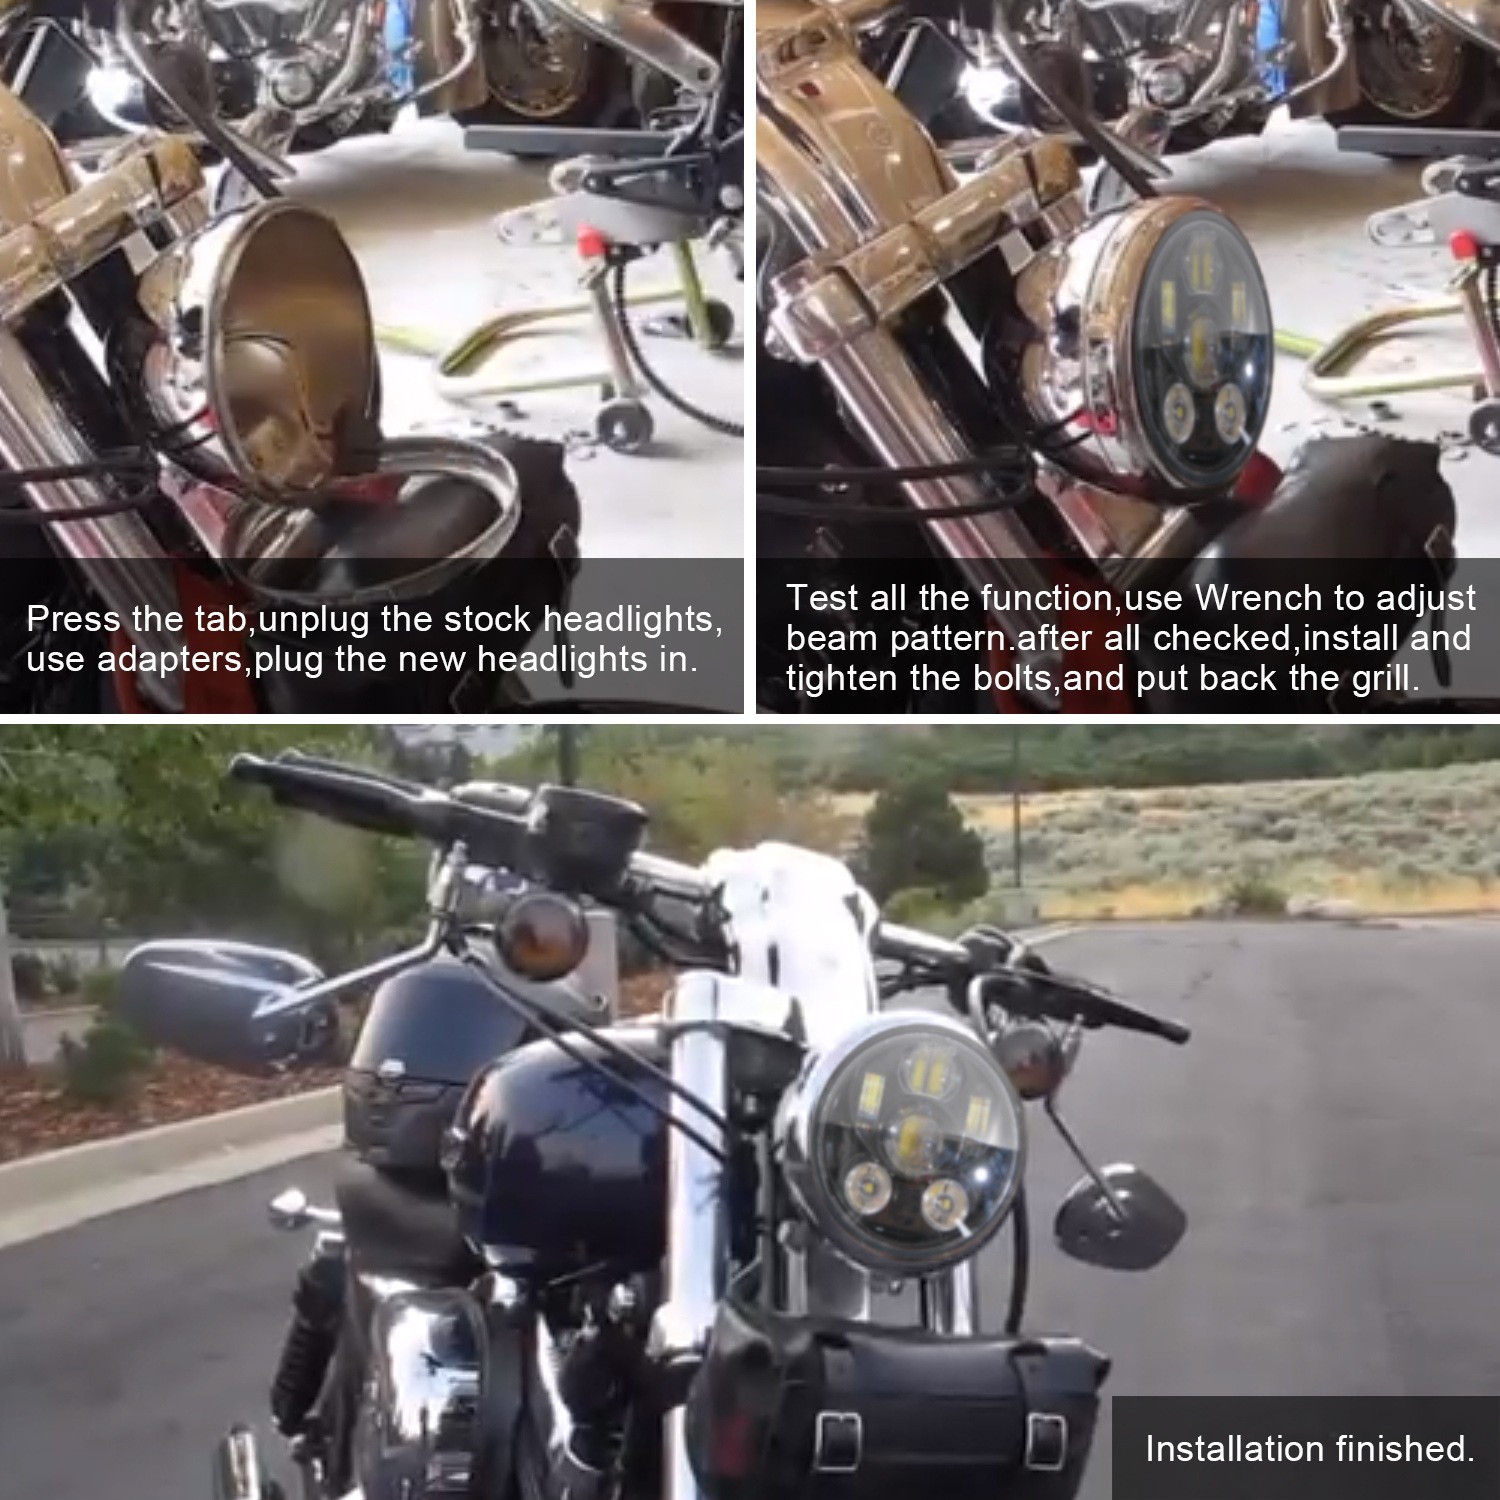 Press the tab,unplug the stock headlights,
use adapters,plug the new headlights in.
Test all the function,use Wrench to adjust
beam pattern.after all checked,install and
tighten the bolts,and put back the grill.
Installation finished.